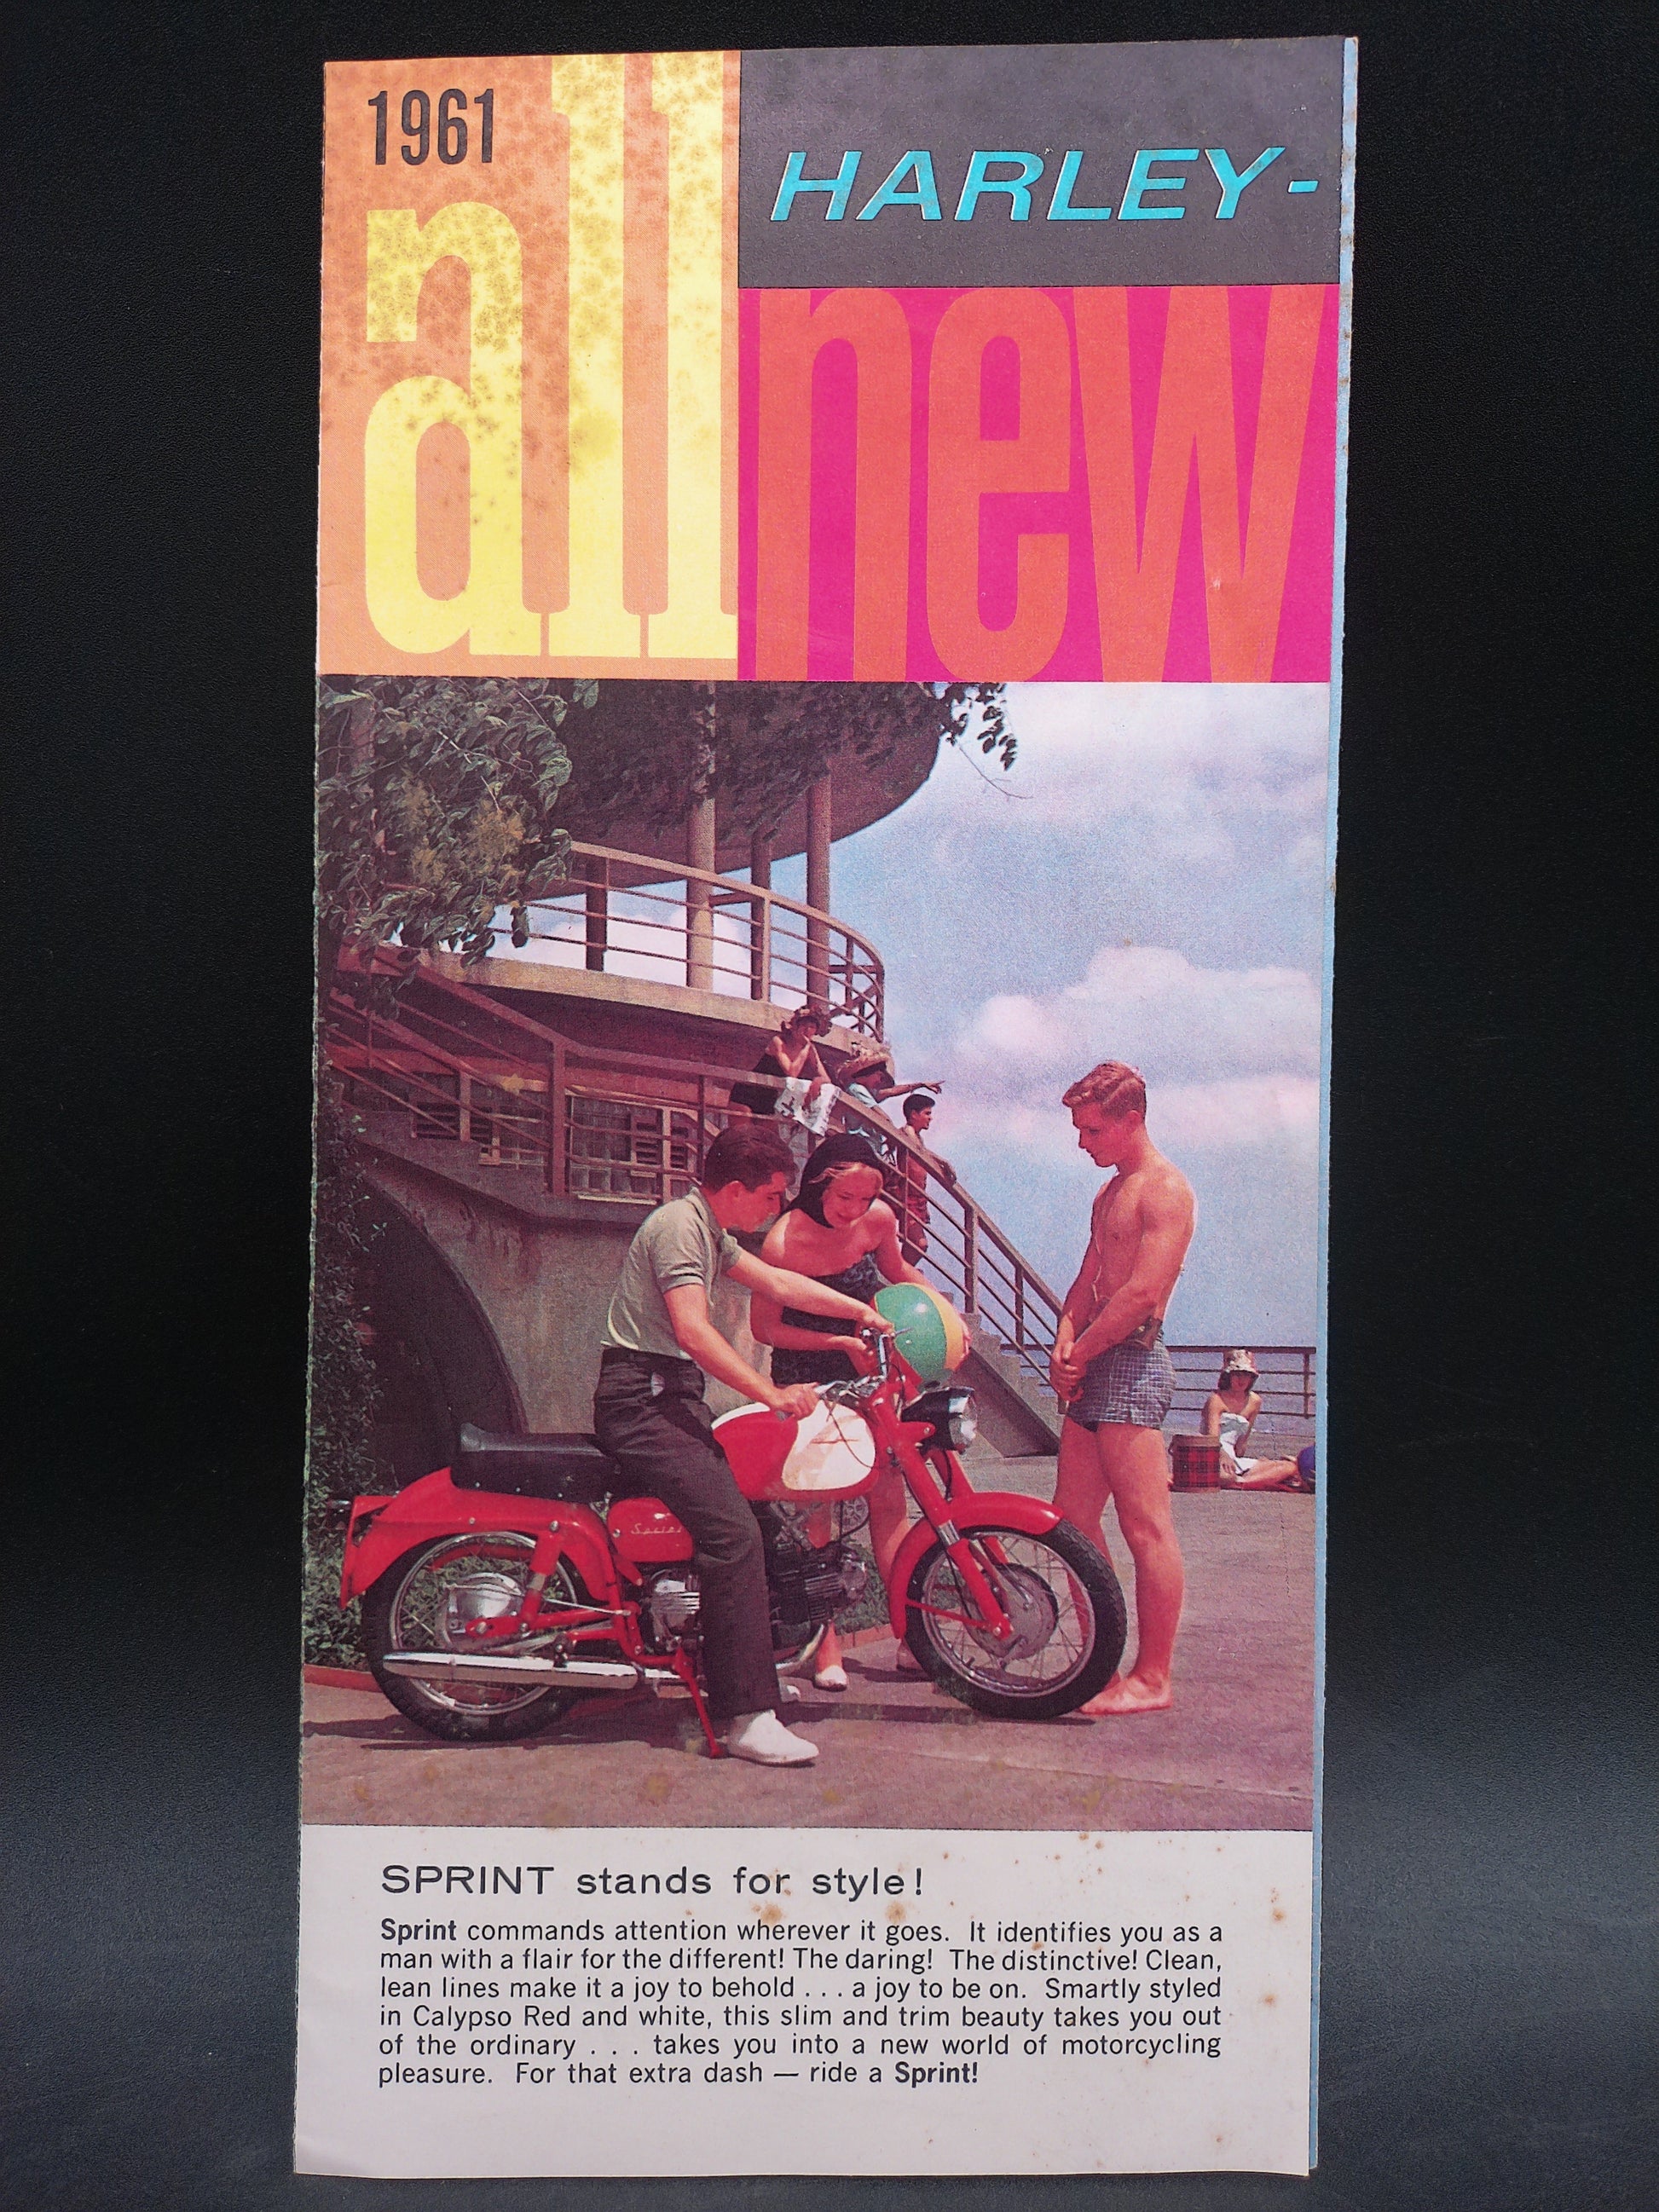 1961
all
HARLEY-
new
Sprint
SPRINT stands for style!
Sprint commands attention wherever it goes. It identifies you as a
man with a flair for the different! The daring! The distinctive! Clean,
lean lines make it a joy to behold . . . a joy to be on. Smartly styled
in Calypso Red and white, this slim and trim beauty takes you out
of the ordinary . . . takes you into a new world of motorcycling
pleasure. For that extra dash — ride a Sprint!